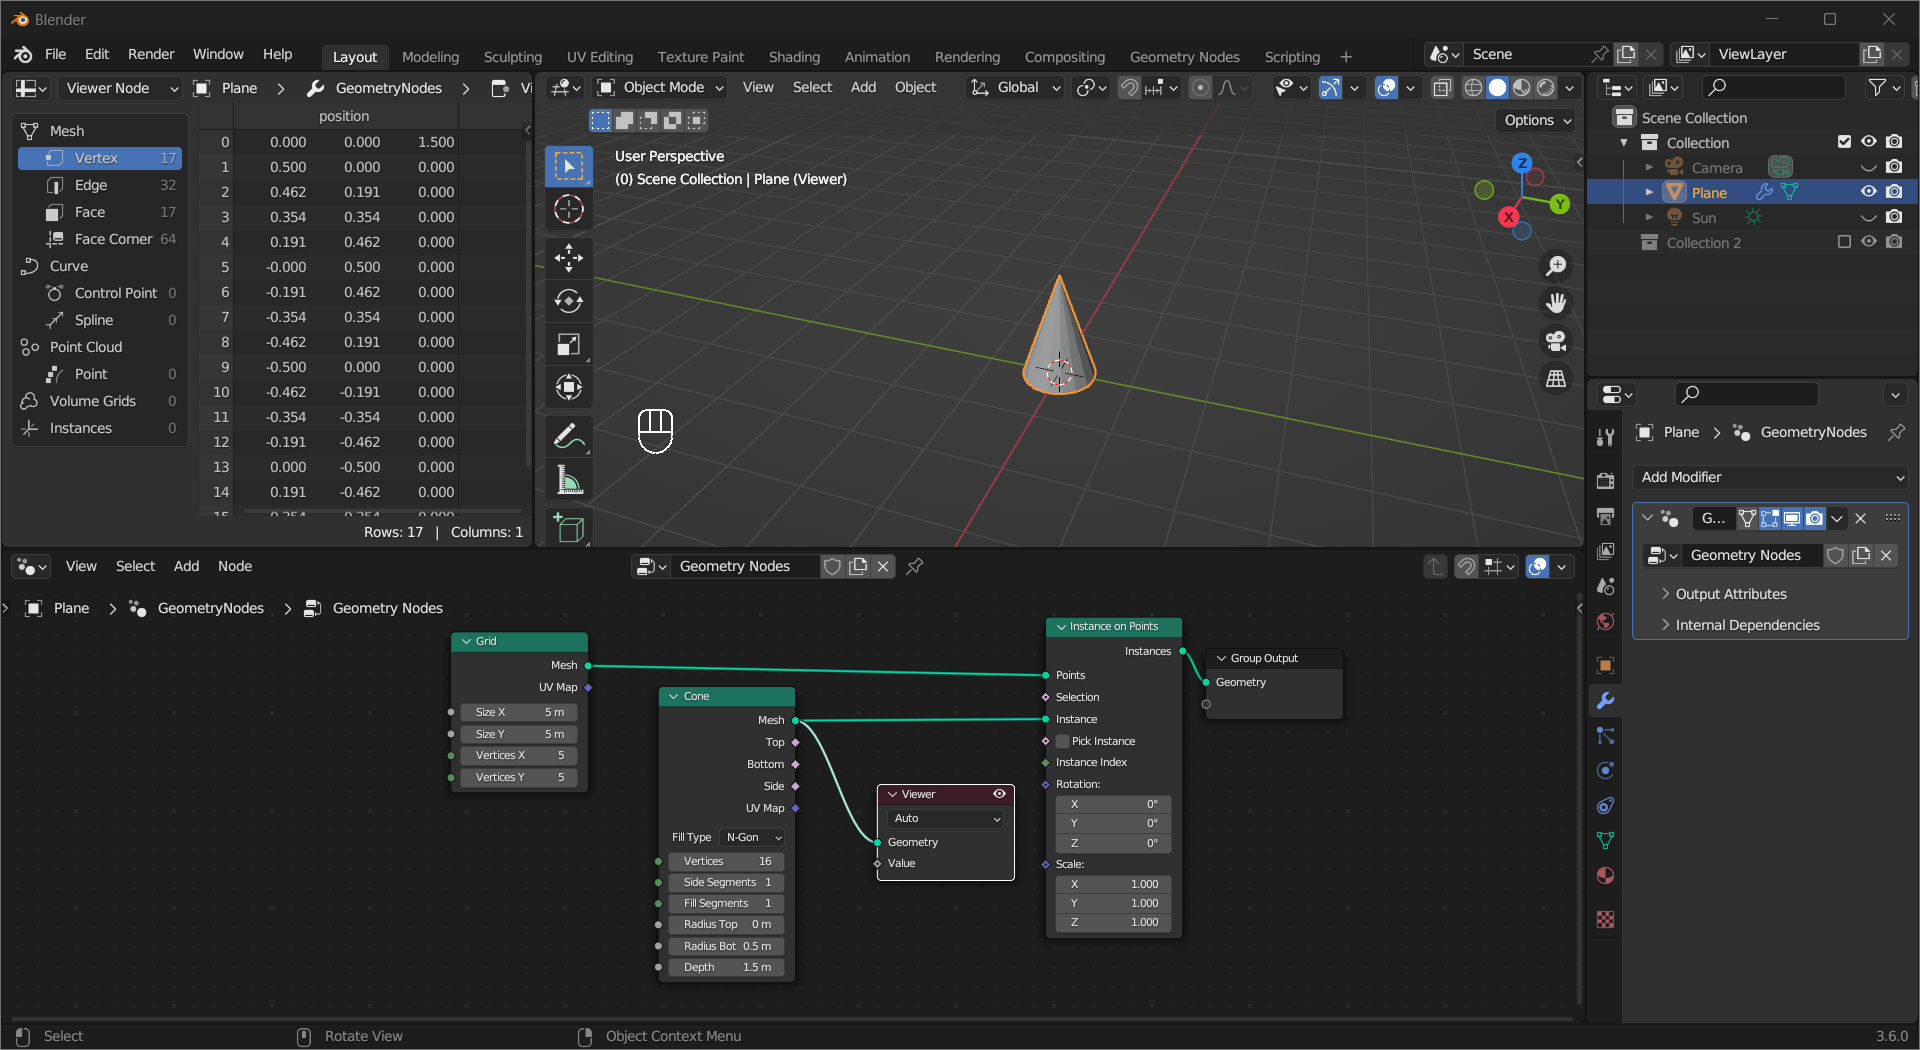 Blender
File Edit Render Window Help Layout Modeling Sculpting UV Editing Texture Paint Shading Animation Rendering Compositing Geometry Nodes Scripting + Scene ViewLayer
Viewer Node Plane > GeometryNodes > Vi
position
Mesh
Vertex 17
Edge 32
Face 17
Face Corner 64
Curve
Control Point 0
Spline 0
Point Cloud
Point 0
Volume Grids 0
Instances 0
0 0.000 0.000 1.500
1 0.500 0.000 0.000
2 0.462 0.191 0.000
3 0.354 0.354 0.000
4 0.191 0.462 0.000
5 -0.000 0.500 0.000
6 -0.191 0.462 0.000
7 -0.354 0.354 0.000
8 -0.462 0.191 0.000
9 -0.500 0.000 0.000
10 -0.462 -0.191 0.000
11 -0.354 -0.354 0.000
12 -0.191 -0.462 0.000
13 0.000 -0.500 0.000
14 0.191 -0.462 0.000
Rows: 17 | Columns: 1
Object Mode View Select Add Object Global
Options
User Perspective
(0) Scene Collection | Plane (Viewer)
Z
Y
X
Scene Collection
Collection
Camera
Plane
Sun
Collection 2
Plane > GeometryNodes
Add Modifier
G...
Geometry Nodes
Output Attributes
Internal Dependencies
View Select Add Node Geometry Nodes
Plane > GeometryNodes > Geometry Nodes
Grid
Mesh
UV Map
Size X 5 m
Size Y 5 m
Vertices X 5
Vertices Y 5
Cone
Mesh
Top
Bottom
Side
UV Map
Fill Type N-Gon
Vertices 16
Side Segments 1
Fill Segments 1
Radius Top 0 m
Radius Bot 0.5 m
Depth 1.5 m
Viewer
Auto
Geometry
Value
Instance on Points
Instances
Points
Selection
Instance
Pick Instance
Instance Index
Rotation:
X 0°
Y 0°
Z 0°
Scale:
X 1.000
Y 1.000
Z 1.000
Group Output
Geometry
Select Rotate View Object Context Menu 3.6.0